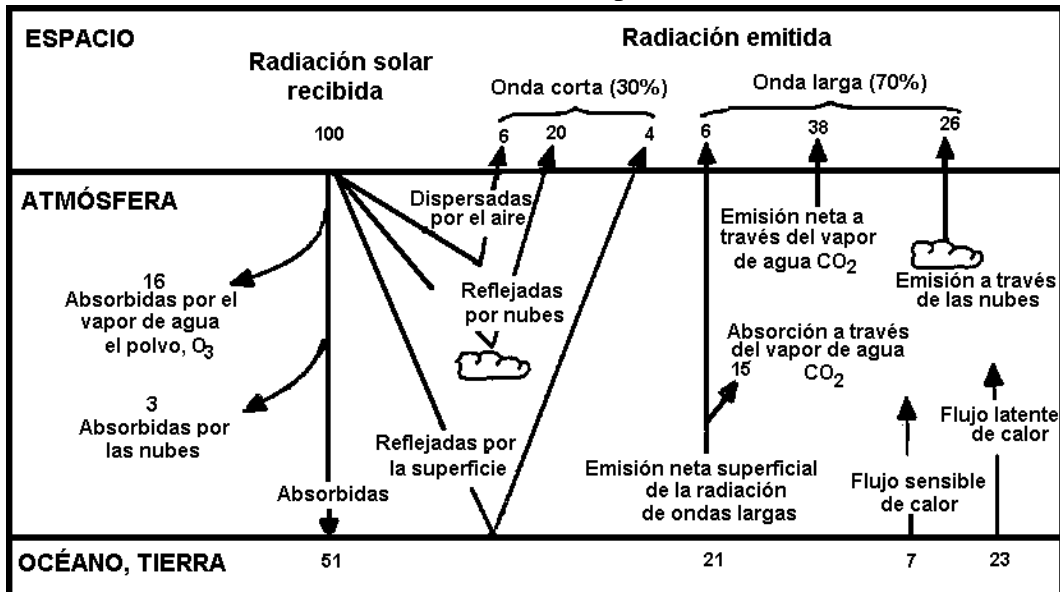 ESPACIO
Radiación emitida
Radiación solar
recibida
Onda corta (30%)
Onda larga (70%)
100
6
20
4
6
38
26
ATMÓSFERA
Dispersadas
por el aire
Emisión neta a
través del vapor
de agua CO2
16
Absorbidas por el
vapor de agua
el polvo, O3
Reflejadas
por nubes
Emisión a través
de las nubes
Absorción a través
del vapor de agua
CO2
15
3
Absorbidas por
las nubes
Flujo latente
de calor
Reflejadas por
la superficie
Emisión neta superficial
de la radiación
de ondas largas
Flujo sensible
de calor
Absorbidas
OCÉANO, TIERRA
51
21
7
23